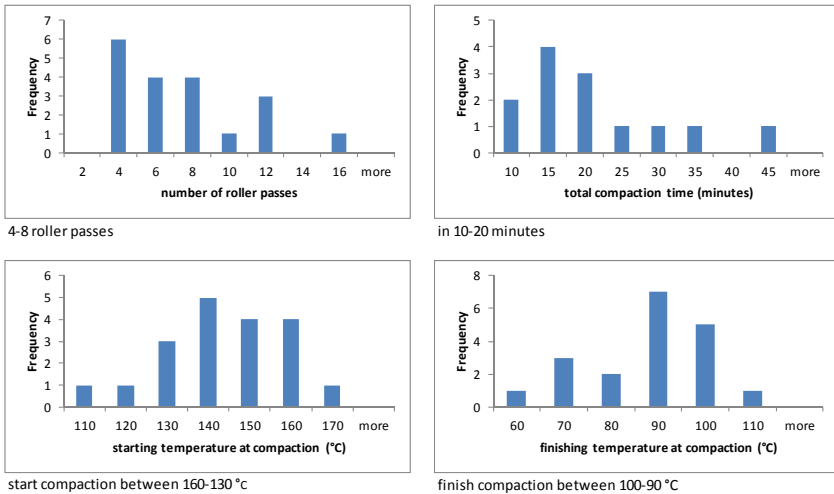 7
6
5
4
3
2
1
0
Frequency
2 4 6 8 10 12 14 16 more
number of roller passes
4-8 roller passes
5
4
3
2
1
0
Frequency
10 15 20 25 30 35 40 45 more
total compaction time (minutes)
in 10-20 minutes
6
5
4
3
2
1
0
Frequency
110 120 130 140 150 160 170 more
starting temperature at compaction (°C)
start compaction between 160-130 °C
8
6
4
2
0
Frequency
60 70 80 90 100 110 more
finishing temperature at compaction (°C)
finish compaction between 100-90 °C